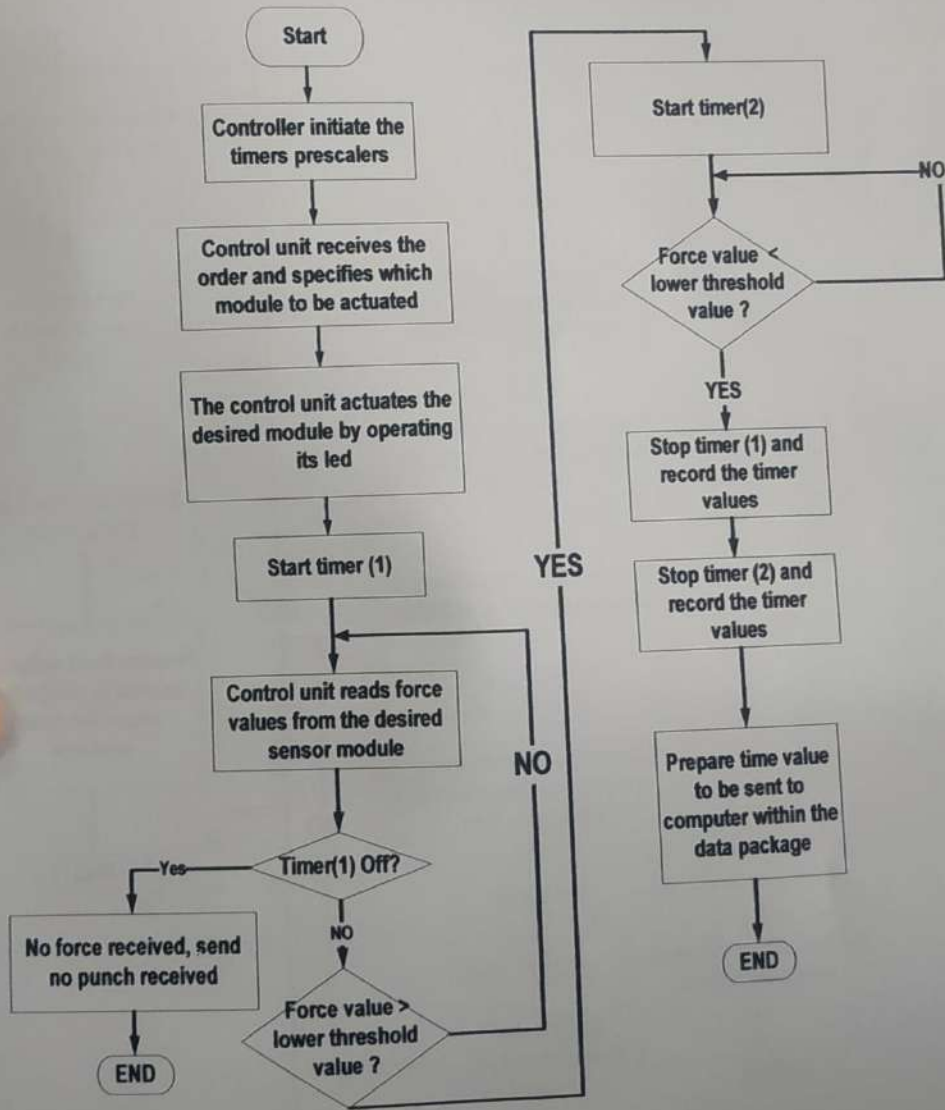 Start
Controller initiate the
timers prescalers
Control unit receives the
order and specifies which
module to be actuated
The control unit actuates the
desired module by operating
its led
Start timer (1)
Control unit reads force
values from the desired
sensor module
Timer(1) Off?
Yes
No force received, send
no punch received
END
NO
Force value >
lower threshold
value ?
NO
YES
Start timer(2)
NO
Force value <
lower threshold
value ?
YES
Stop timer (1) and
record the timer
values
Stop timer (2) and
record the timer
values
Prepare time value
to be sent to
computer within the
data package
END